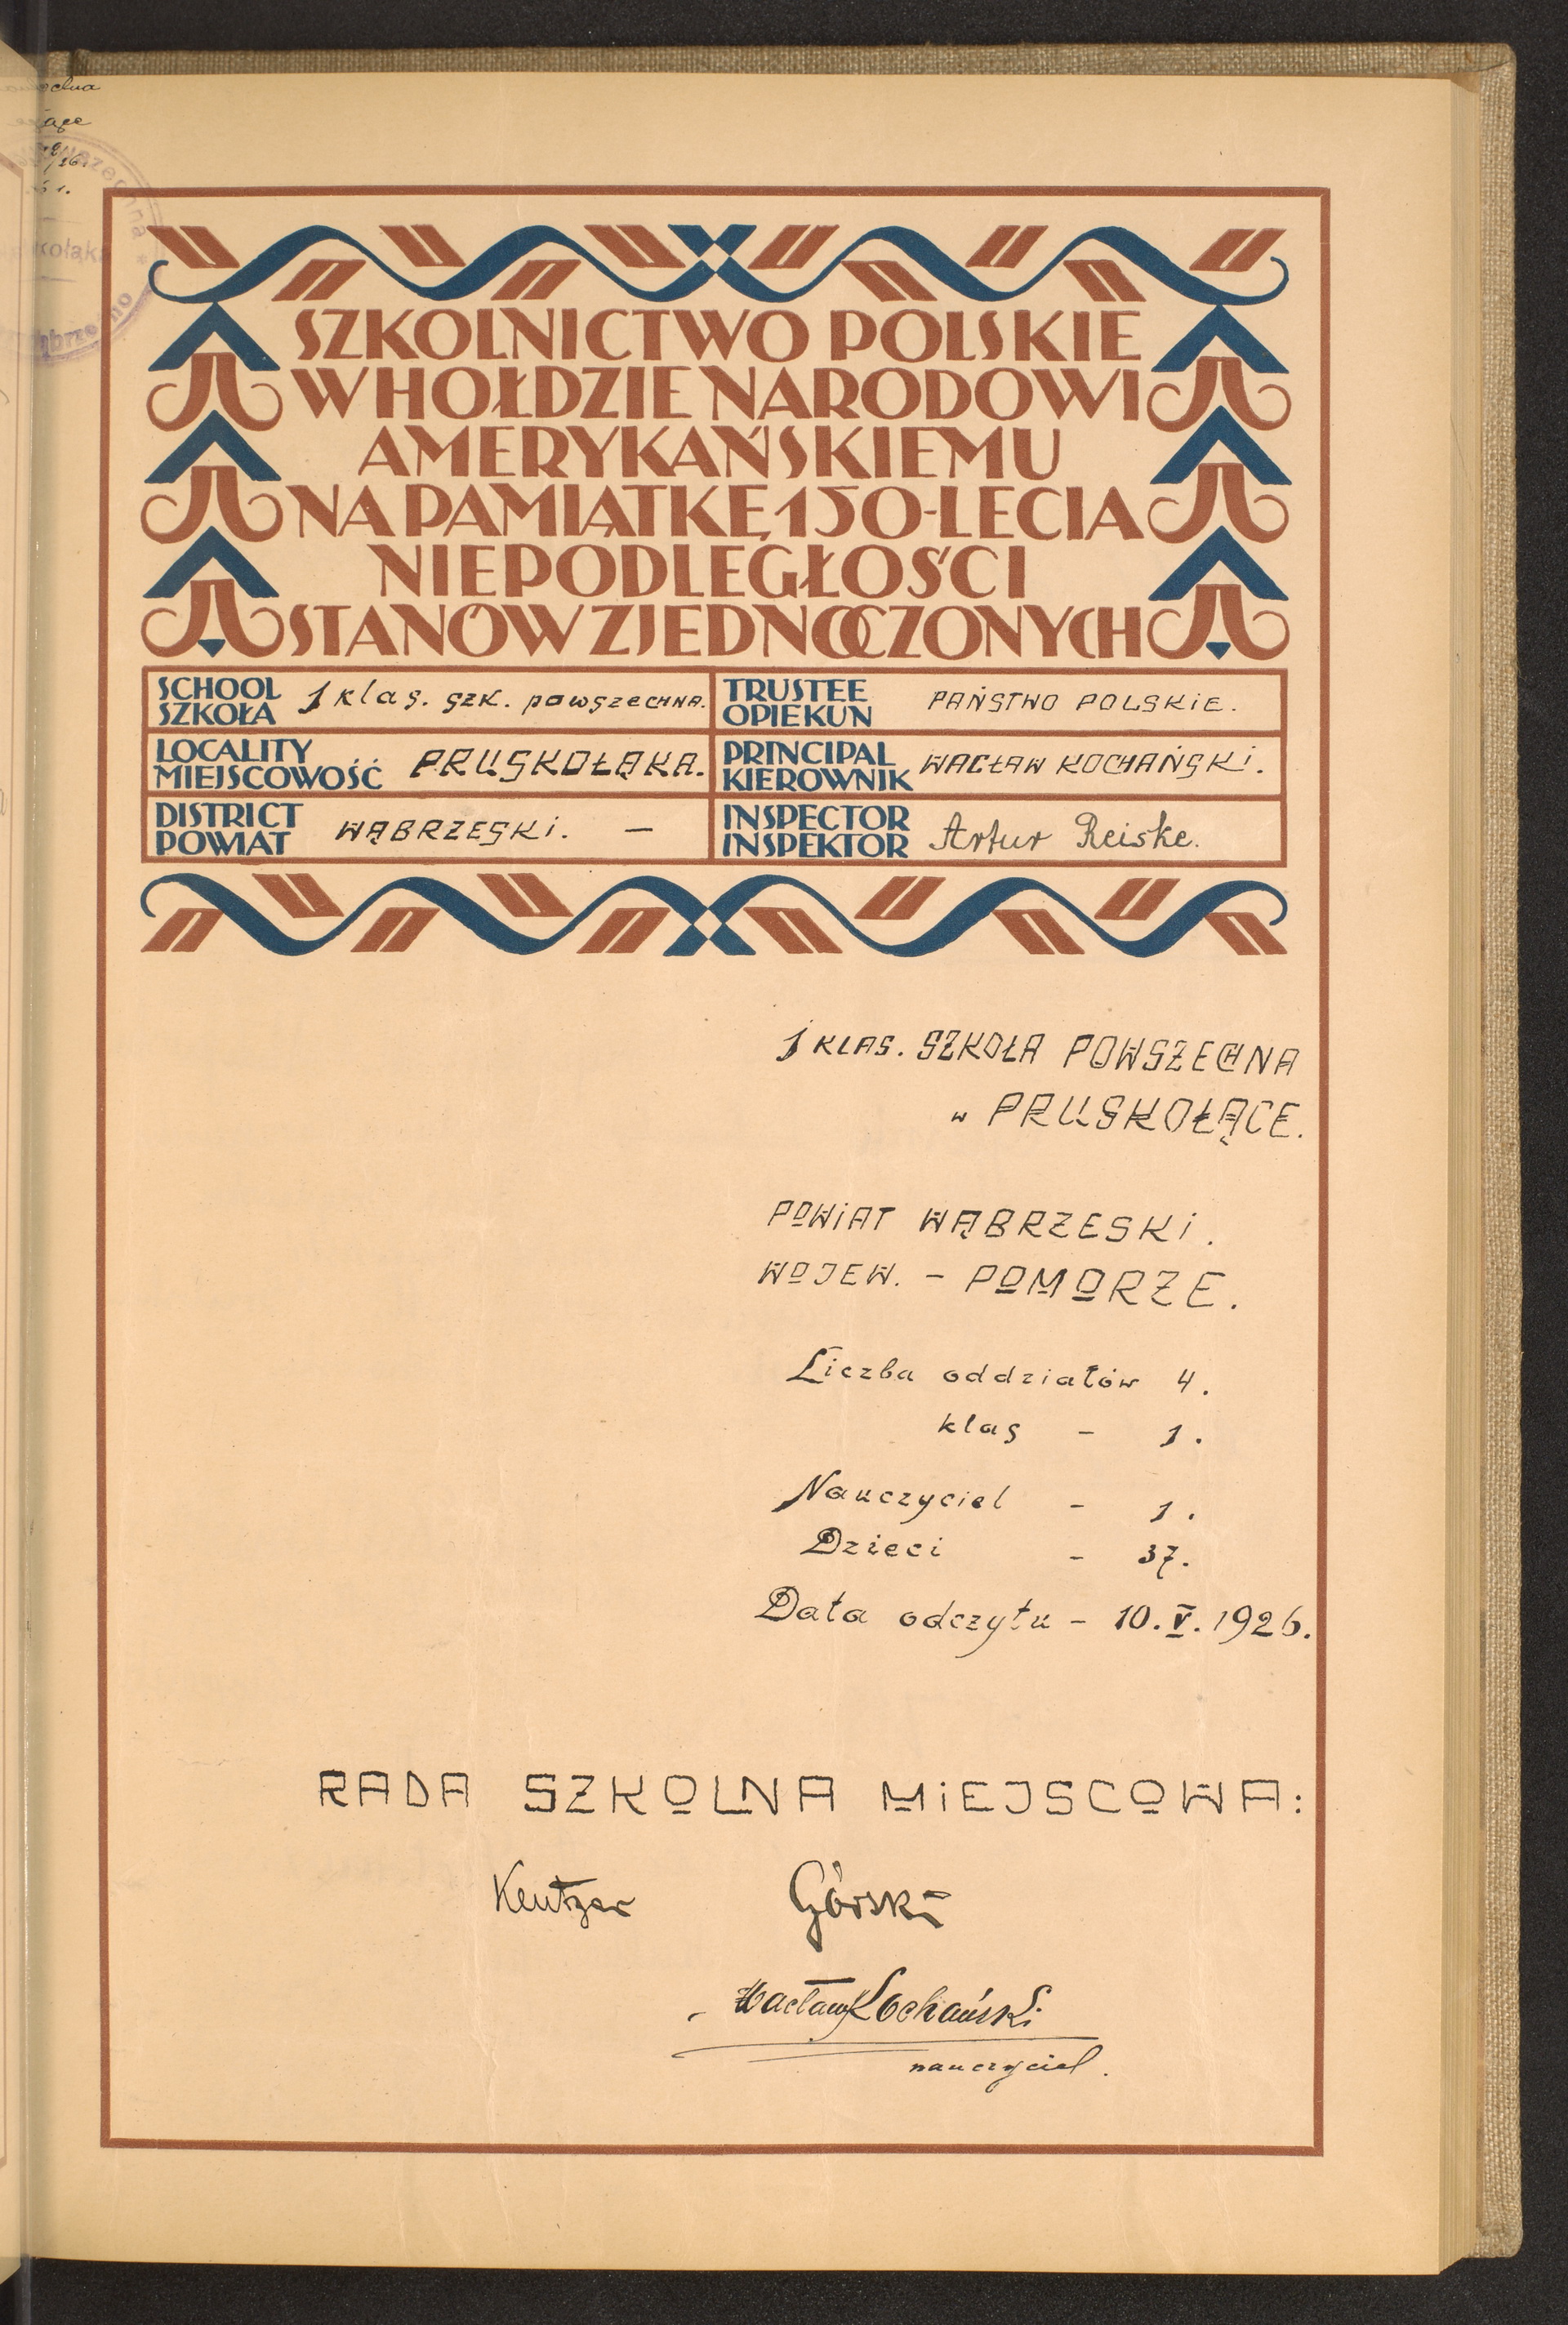 SZKOLNICTWO POLSKIE
W HOŁDZIE NARODOWI
AMERYKAŃSKIEMU
NA PAMIĄTKĘ 150-LECIA
NIEPODLEGŁOŚCI
STANÓW ZJEDNOCZONYCH
SCHOOL SZKOŁA 1 klas. szk. powszechna.
TRUSTEE OPIEKUN PAŃSTWO POLSKIE.
LOCALITY MIEJSCOWOŚĆ PRUSKOŁĄKA.
PRINCIPAL KIEROWNIK WACŁAW KOCHAŃSKI.
DISTRICT POWIAT WĄBRZESKI. —
INSPECTOR INSPEKTOR Artur Reiske.
1 KLAS. SZKOŁA POWSZECHNA
w PRUSKOŁĄCE.
POWIAT WĄBRZESKI.
WOJEW. - POMORZE.
Liczba oddziałów 4.
klas - 1.
Nauczyciel - 1.
Dzieci - 37.
Data odczytu - 10.V.1926.
RADA SZKOLNA MIEJSCOWA:
Kentzer Górski
Wacław Kochański
nauczyciel.